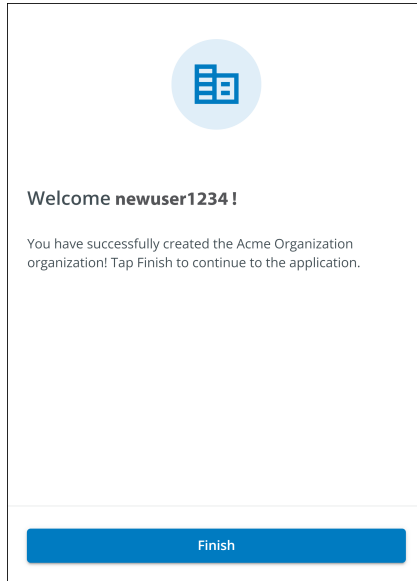 Welcome newuser1234 !
You have successfully created the Acme Organization
organization! Tap Finish to continue to the application.
Finish